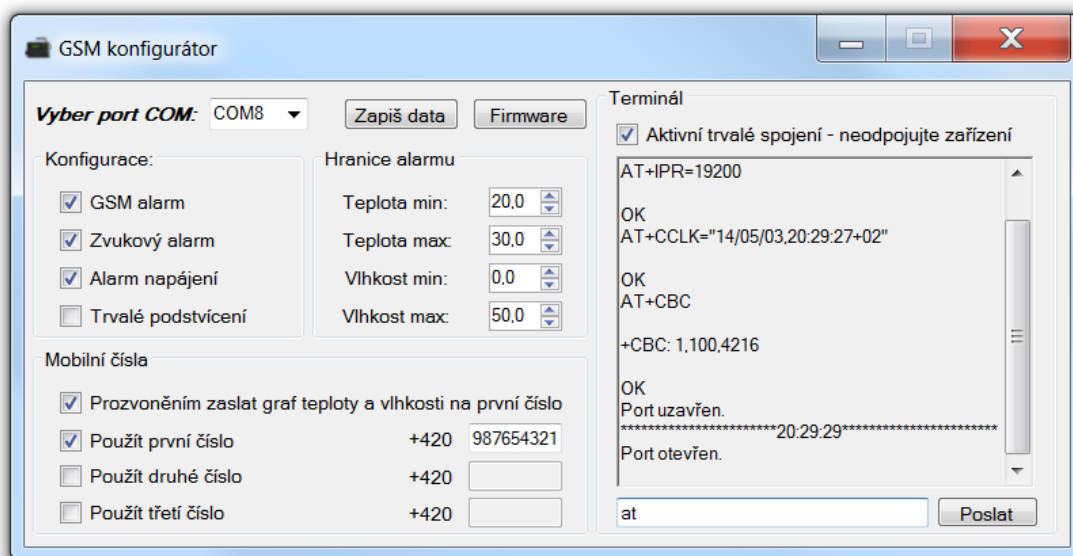 GSM konfigurátor
Vyber port COM: COM8 Zapiš data Firmware
Konfigurace:
GSM alarm
Zvukový alarm
Alarm napájení
Trvalé podstvícení
Hranice alarmu
Teplota min: 20,0
Teplota max: 30,0
Vlhkost min: 0,0
Vlhkost max: 50,0
Mobilní čísla
Prozvoněním zaslat graf teploty a vlhkosti na první číslo
Použít první číslo +420 987654321
Použít druhé číslo +420
Použít třetí číslo +420
Terminál
Aktivní trvalé spojení - neodpojujte zařízení
AT+IPR=19200
OK
AT+CCLK="14/05/03,20:29:27+02"
OK
AT+CBC
+CBC: 1,100,4216
OK
Port uzavřen.
***********************20:29:29***********************
Port otevřen.
at Poslat